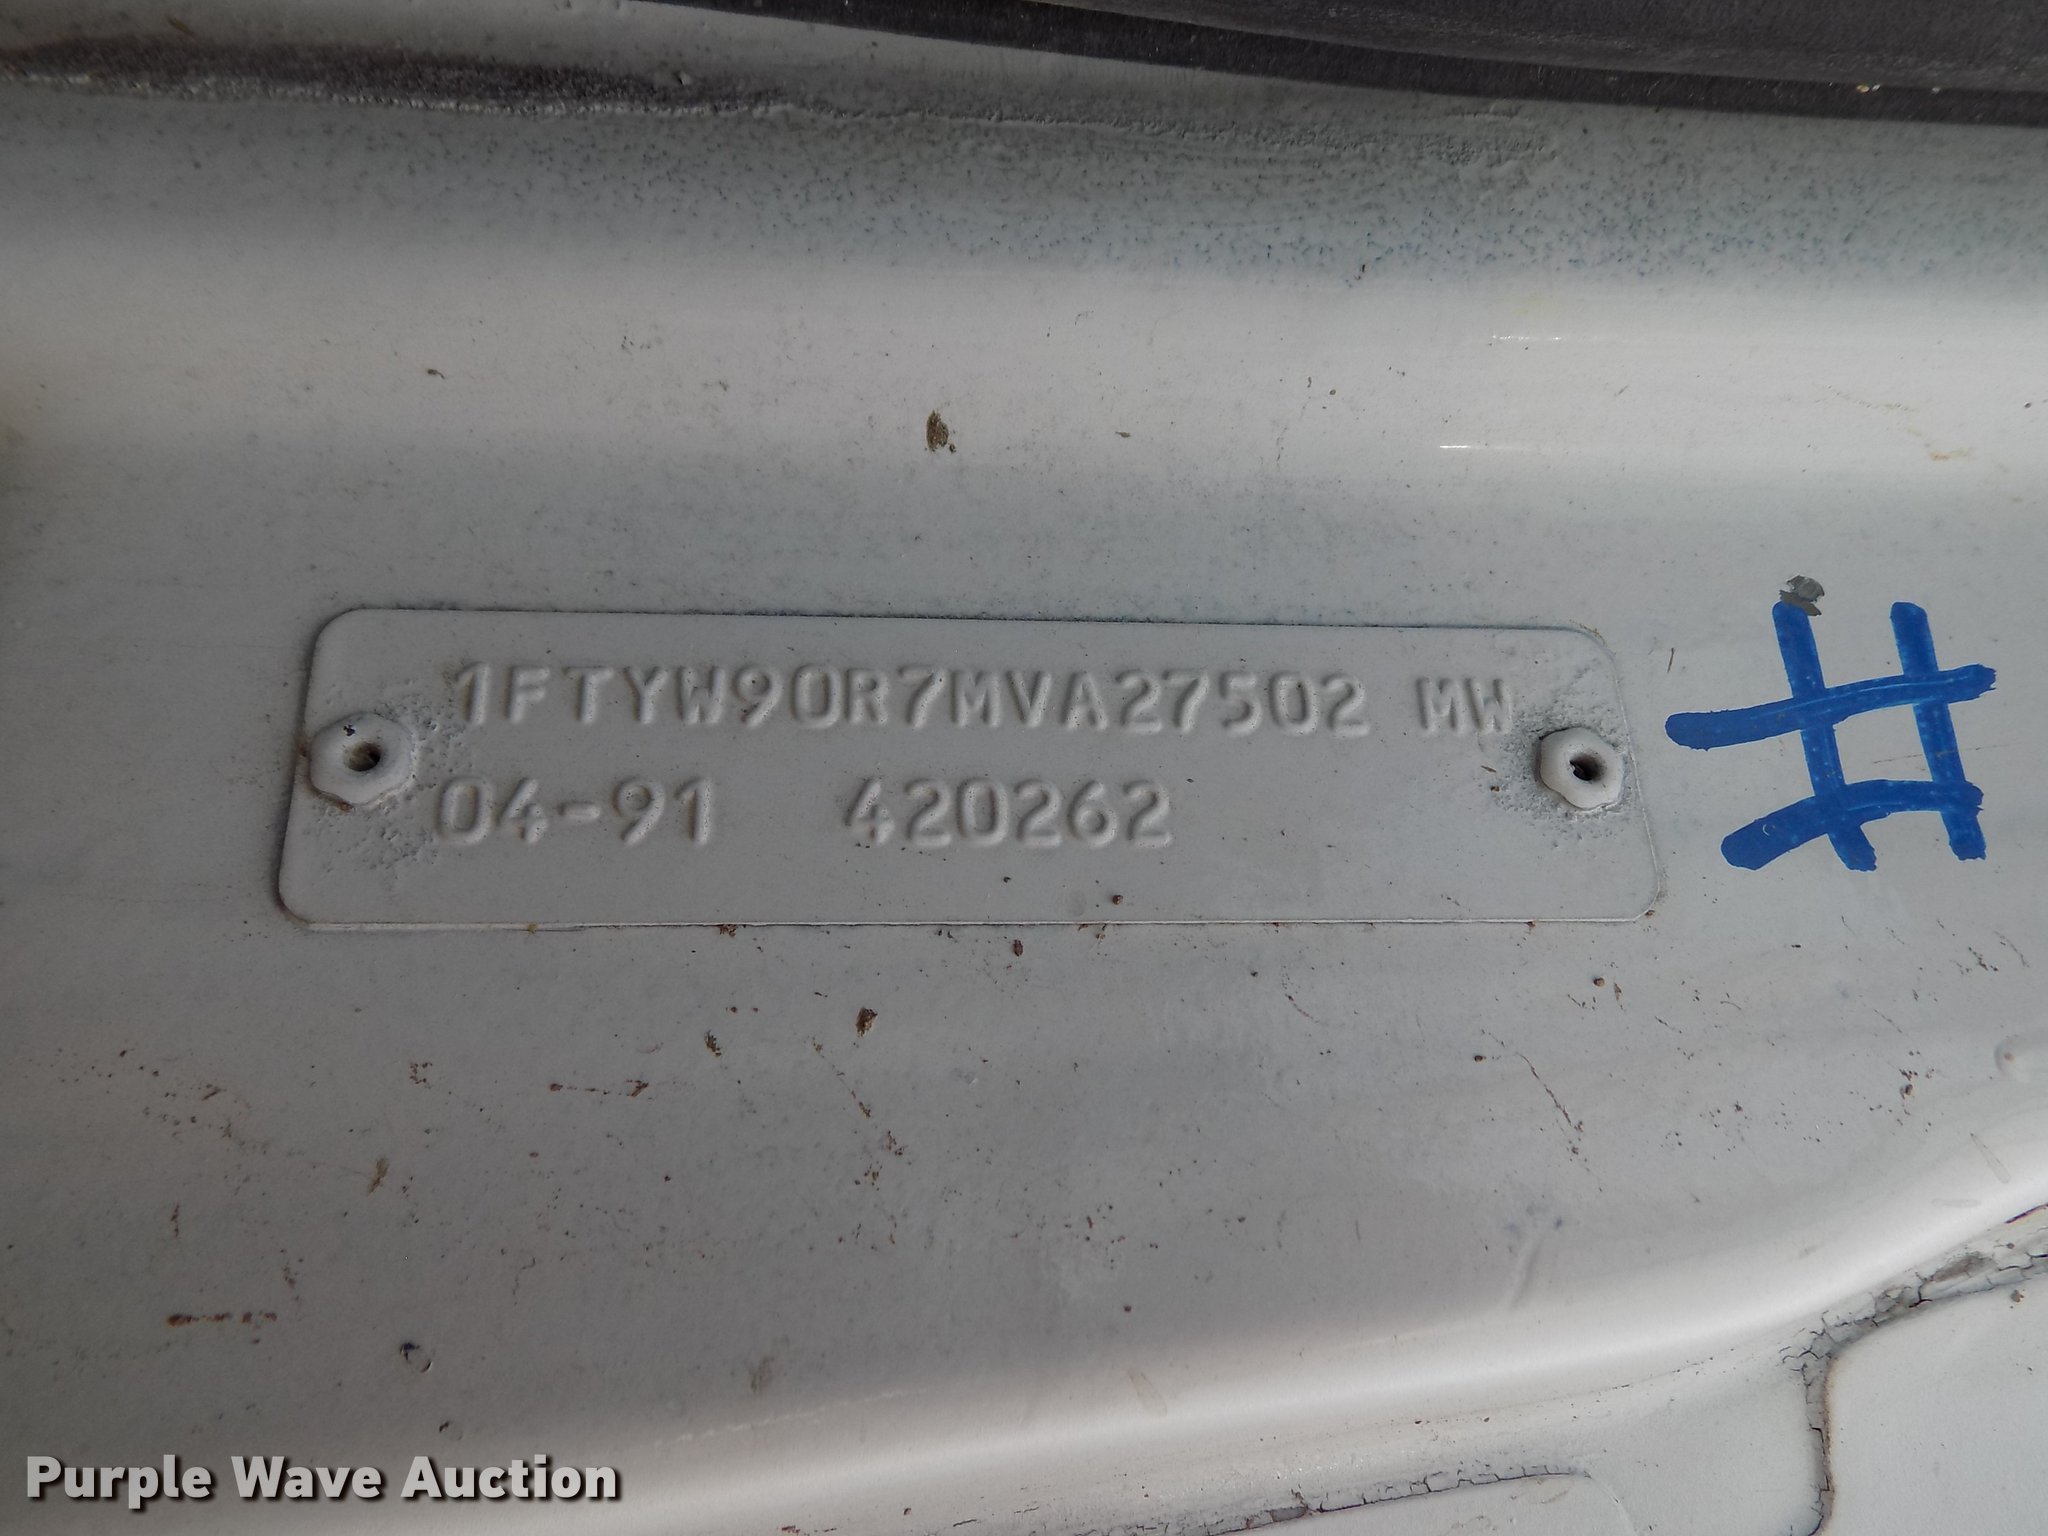 1FTYW90R7MVA27502 MW
04-91 420262
#
Purple Wave Auction